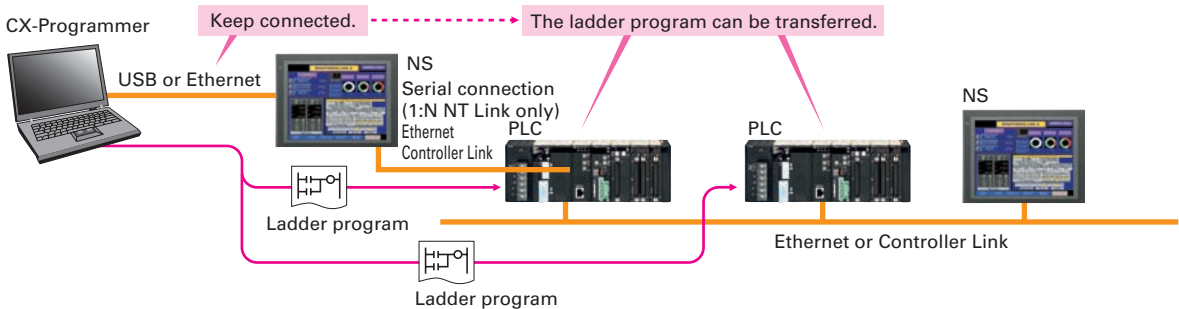 Keep connected.
The ladder program can be transferred.
CX-Programmer
USB or Ethernet
NS
Serial connection
(1:N NT Link only)
Ethernet
Controller Link
PLC
PLC
NS
Ladder program
Ethernet or Controller Link
Ladder program